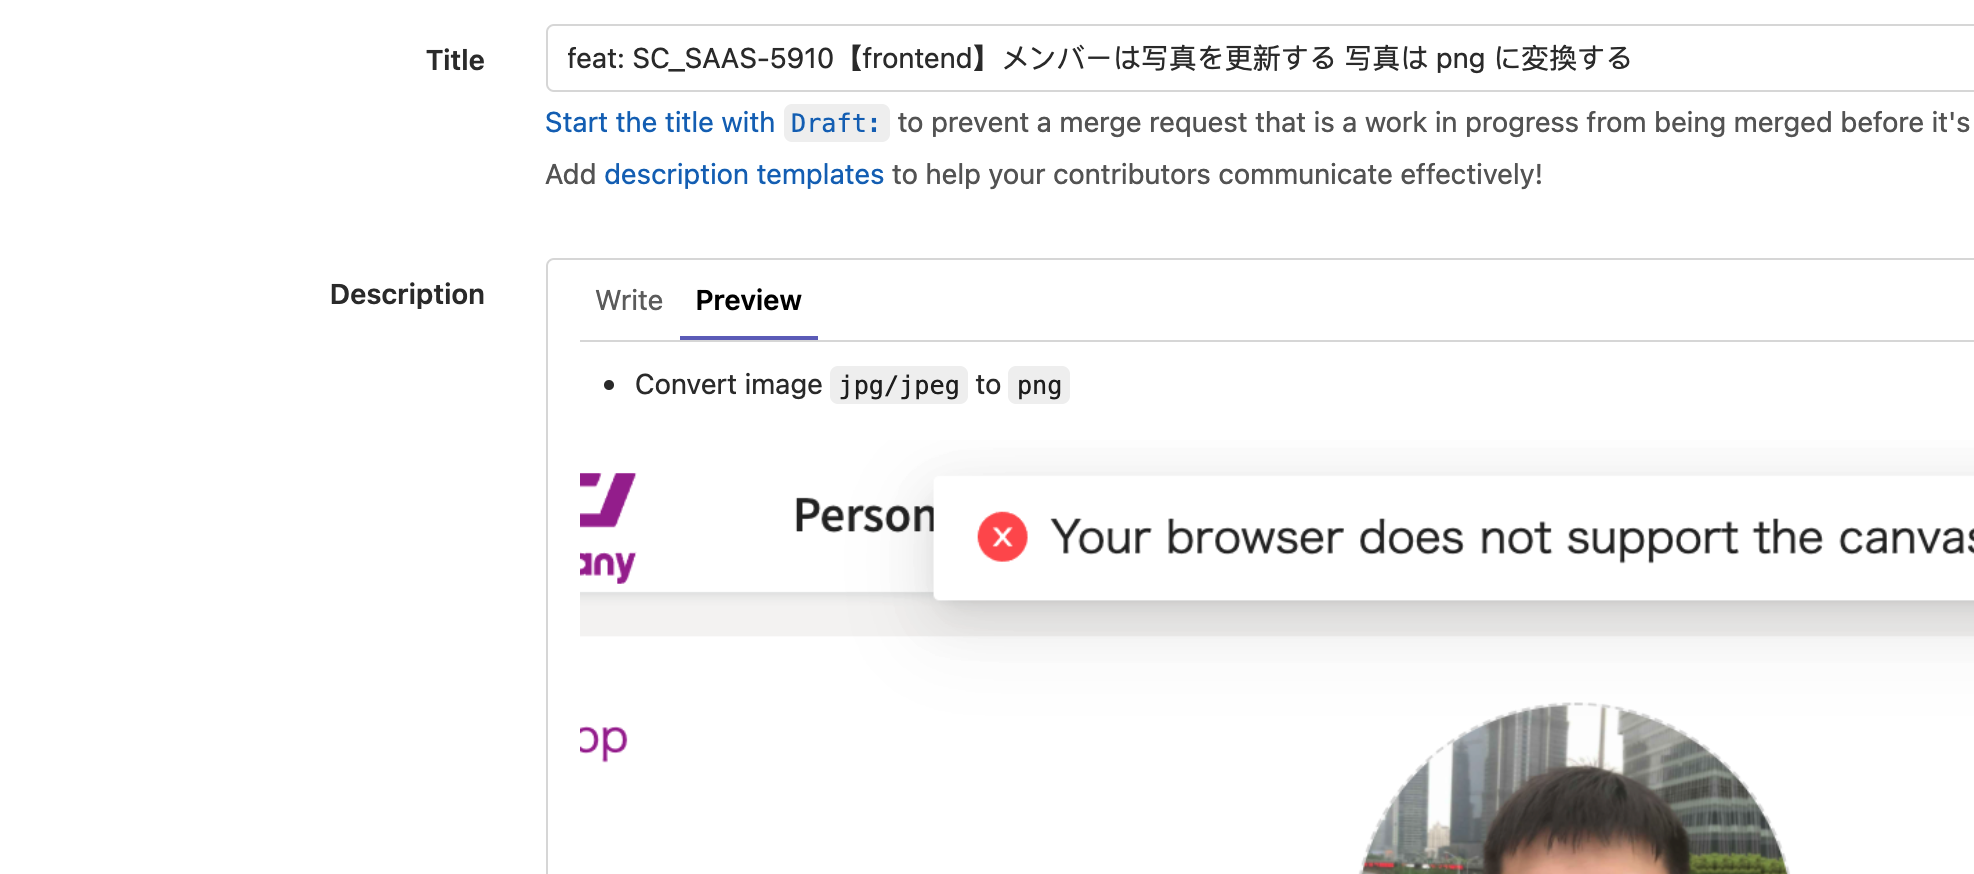 Title
feat: SC_SAAS-5910【frontend】メンバーは写真を更新する 写真は png に変換する
Start the title with Draft: to prevent a merge request that is a work in progress from being merged before it's
Add description templates to help your contributors communicate effectively!
Description
Write Preview
Convert image jpg/jpeg to png
Person
Your browser does not support the canvas
any
op